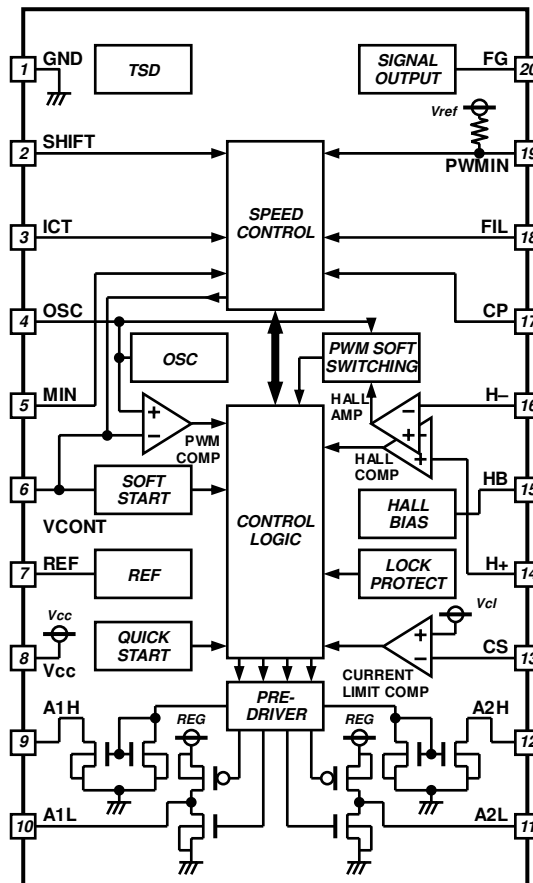 GND
1
TSD
SIGNAL
OUTPUT
FG
20
Vref
SHIFT
2
19
PWMIN
SPEED
CONTROL
ICT
3
FIL
18
OSC
4
CP
17
OSC
PWM SOFT
SWITCHING
MIN
5
+
−
PWM
COMP
HALL
AMP
−
+
+
H−
16
HALL
COMP
6
VCONT
SOFT
START
CONTROL
LOGIC
HALL
BIAS
HB
15
REF
7
REF
LOCK
PROTECT
H+
14
Vcc
8
Vcc
QUICK
START
Vcl
+
−
CS
13
CURRENT
LIMIT COMP
A1H
9
PRE-
DRIVER
A2H
12
REG
REG
A1L
10
A2L
11